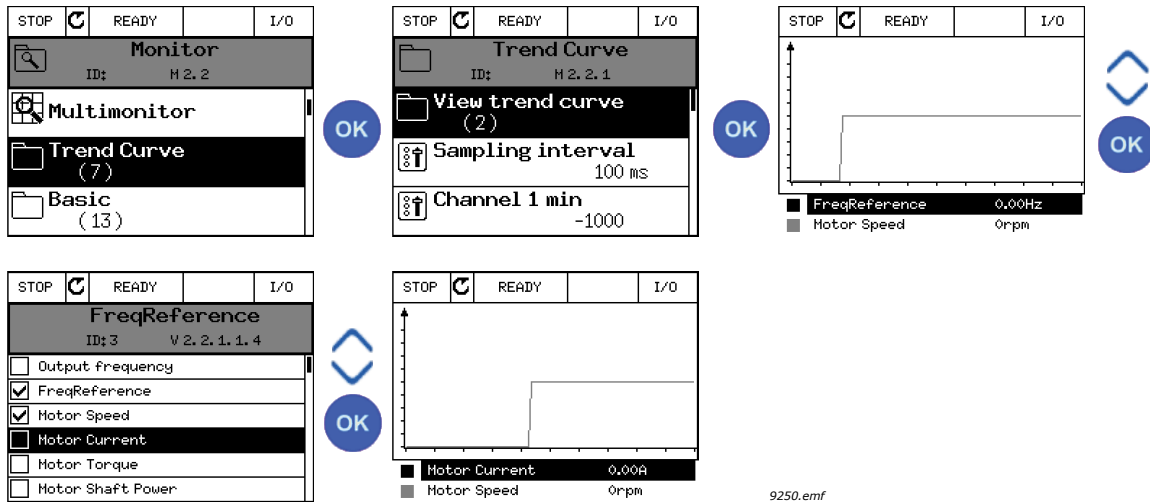 STOP READY I/O
Monitor
ID: M2.2
Multimonitor
Trend Curve
(7)
Basic
(13)
OK
STOP READY I/O
Trend Curve
ID: M2.2.1
View trend curve
(2)
Sampling interval
100 ms
Channel 1 min
-1000
OK
STOP READY I/O
FreqReference 0.00Hz
Motor Speed 0rpm
OK
STOP READY I/O
FreqReference
ID:3 V2.2.1.1.4
Output frequency
FreqReference
Motor Speed
Motor Current
Motor Torque
Motor Shaft Power
OK
STOP READY I/O
Motor Current 0.00A
Motor Speed 0rpm
9250.emf